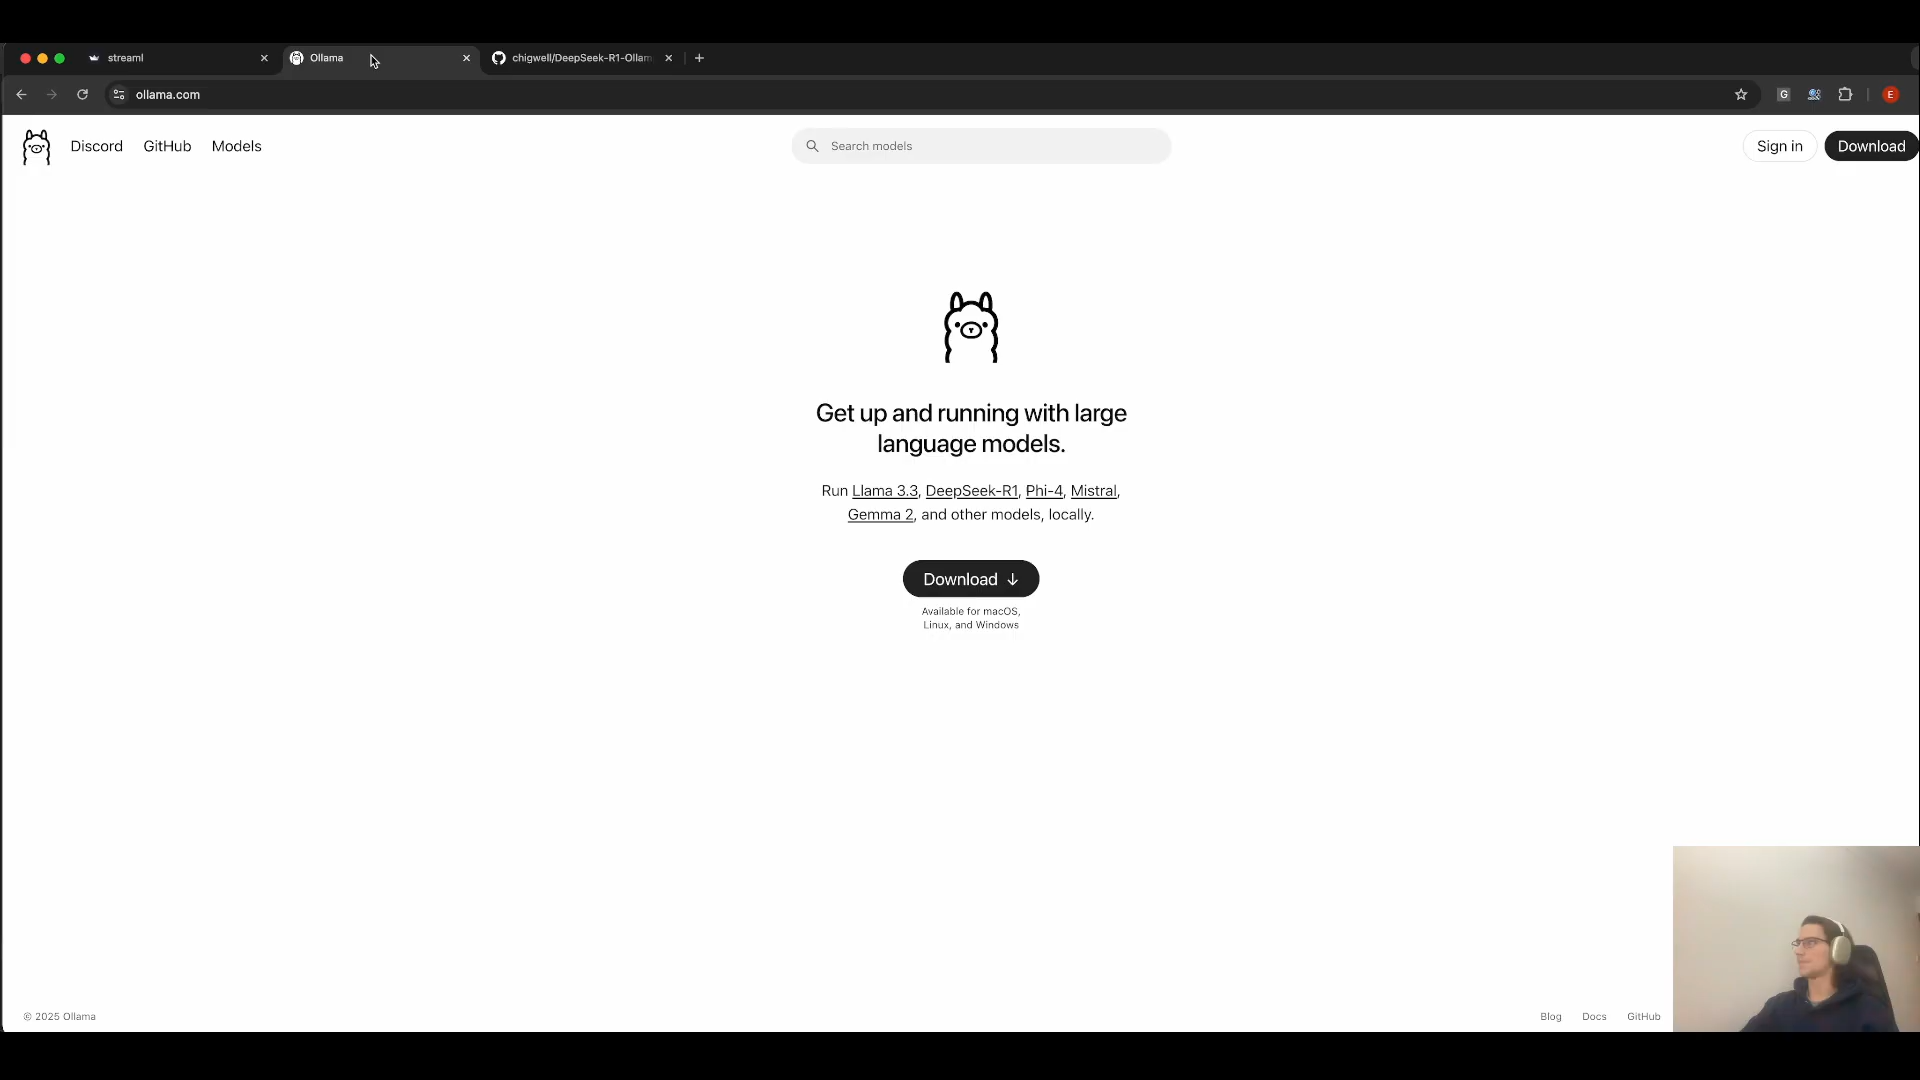 streaml
Ollama
chigwell/DeepSeek-R1-Ollam
ollama.com
G
E
Discord
GitHub
Models
Search models
Sign in
Download
Get up and running with large
language models.
Run Llama 3.3, DeepSeek-R1, Phi-4, Mistral,
Gemma 2, and other models, locally.
Download ↓
Available for macOS,
Linux, and Windows
© 2025 Ollama
Blog
Docs
GitHub